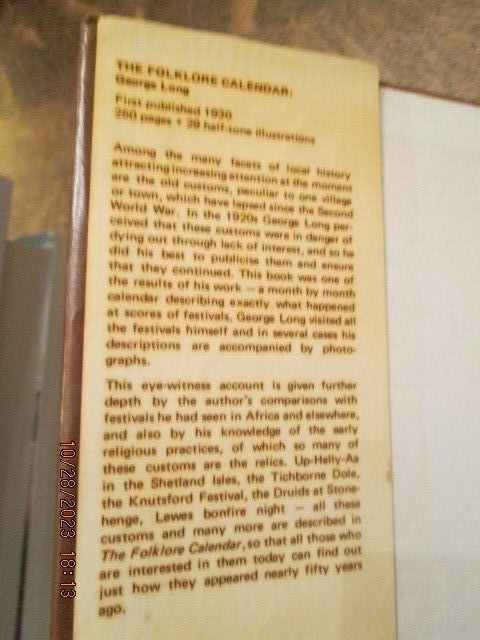 THE FOLKLORE CALENDAR:
George Long
First published 1930
250 pages + 29 half-tone illustrations
Among the many facets of local history
attracting increasing attention at the moment
are the old customs, peculiar to one village
or town, which have lapsed since the Second
World War. In the 1920s George Long per-
ceived that these customs were in danger of
dying out through lack of interest, and so he
did his best to publicise them and ensure
that they continued. This book was one of
the results of his work — a month by month
calendar describing exactly what happened
at scores of festivals. George Long visited all
the festivals himself and in several cases his
descriptions are accompanied by photo-
graphs.
This eye-witness account is given further
depth by the author's comparisons with
festivals he had seen in Africa and elsewhere,
and also by his knowledge of the early
religious practices, of which so many of
these customs are the relics. Up-Helly-Aa
in the Shetland Isles, the Tichborne Dole,
the Knutsford Festival, the Druids at Stone-
henge, Lewes bonfire night — all these
customs and many more are described in
The Folklore Calendar, so that all those who
are interested in them today can find out
just how they appeared nearly fifty years
ago.
10/28/2023 18:13